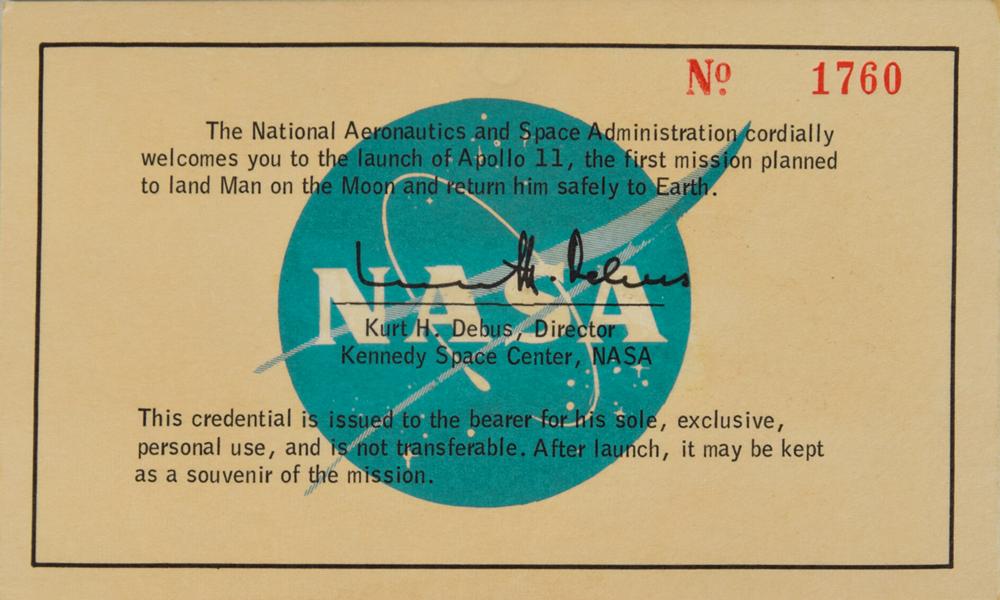 Nº 1760
The National Aeronautics and Space Administration cordially
welcomes you to the launch of Apollo 11, the first mission planned
to land Man on the Moon and return him safely to Earth.
Kurt H. Debus
NASA
Kurt H. Debus, Director
Kennedy Space Center, NASA
This credential is issued to the bearer for his sole, exclusive,
personal use, and is not transferable. After launch, it may be kept
as a souvenir of the mission.